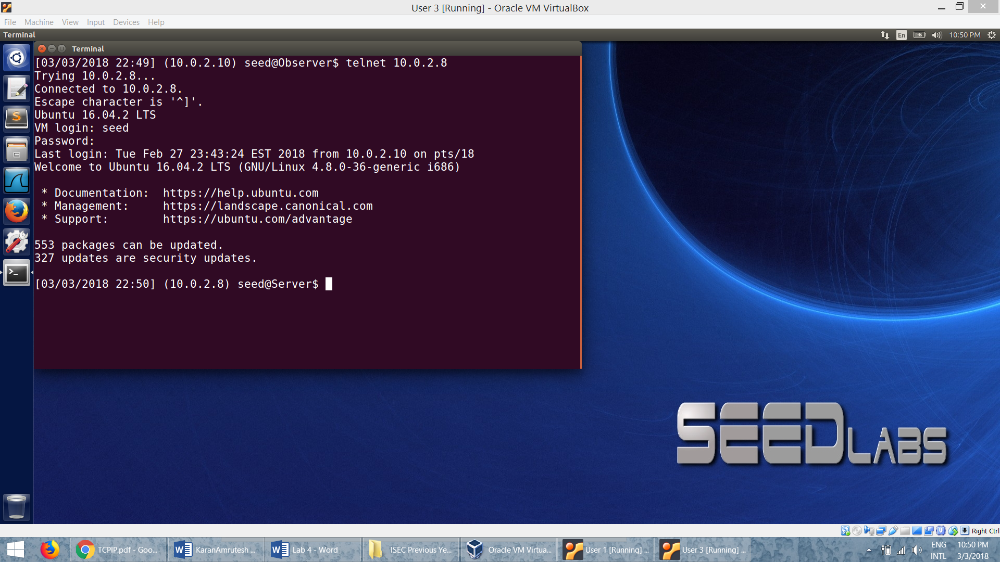 User 3 [Running] - Oracle VM VirtualBox
File Machine View Input Devices Help
Terminal En 10:50 PM
Terminal
[03/03/2018 22:49] (10.0.2.10) seed@Observer$ telnet 10.0.2.8
Trying 10.0.2.8...
Connected to 10.0.2.8.
Escape character is '^]'.
Ubuntu 16.04.2 LTS
VM login: seed
Password:
Last login: Tue Feb 27 23:43:24 EST 2018 from 10.0.2.10 on pts/18
Welcome to Ubuntu 16.04.2 LTS (GNU/Linux 4.8.0-36-generic i686)
* Documentation: https://help.ubuntu.com
* Management: https://landscape.canonical.com
* Support: https://ubuntu.com/advantage
553 packages can be updated.
327 updates are security updates.
[03/03/2018 22:50] (10.0.2.8) seed@Server$
SEEDLABS
Right Ctrl
TCPIP.pdf - Goo... KaranAmrutesh ... Lab 4 - Word ISEC Previous Ye... Oracle VM Virtua... User 1 [Running] ... User 3 [Running] ... ENG 10:50 PM
INTL 3/3/2018